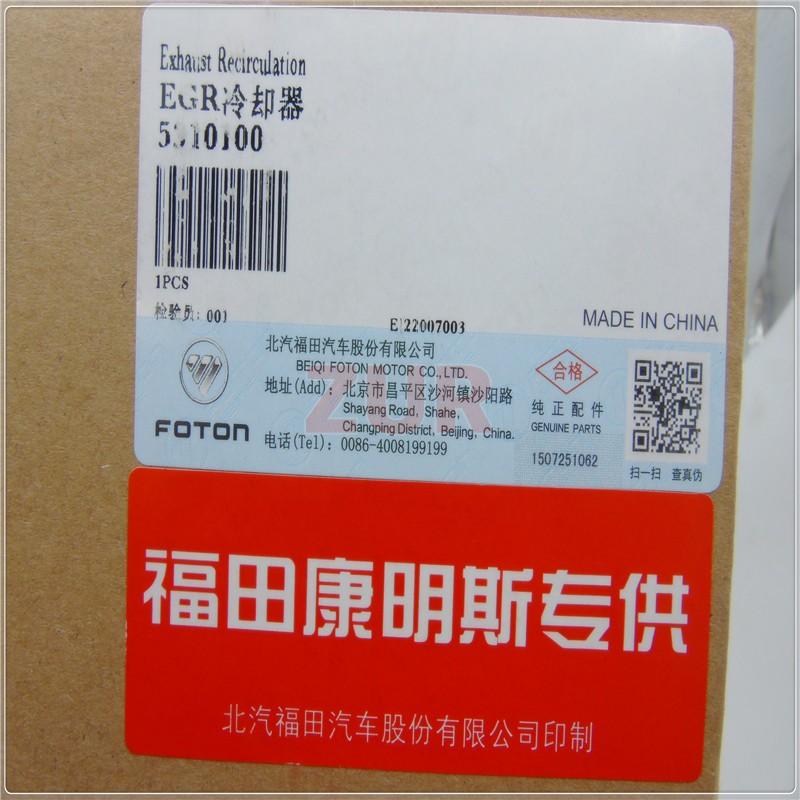 Exhaust Recirculation
EGR冷却器
5310100
1PCS
检验员: 001
E122007003
MADE IN CHINA
北汽福田汽车股份有限公司
BEIQI FOTON MOTOR CO., LTD.
地址(Add): 北京市昌平区沙河镇沙阳路
Shayang Road, Shahe,
Changping District, Beijing, China.
电话(Tel): 0086-4008199199
FOTON
合格
纯正配件
GENUINE PARTS
1507251062
扫一扫 查真伪
ZUR
福田康明斯专供
北汽福田汽车股份有限公司印制